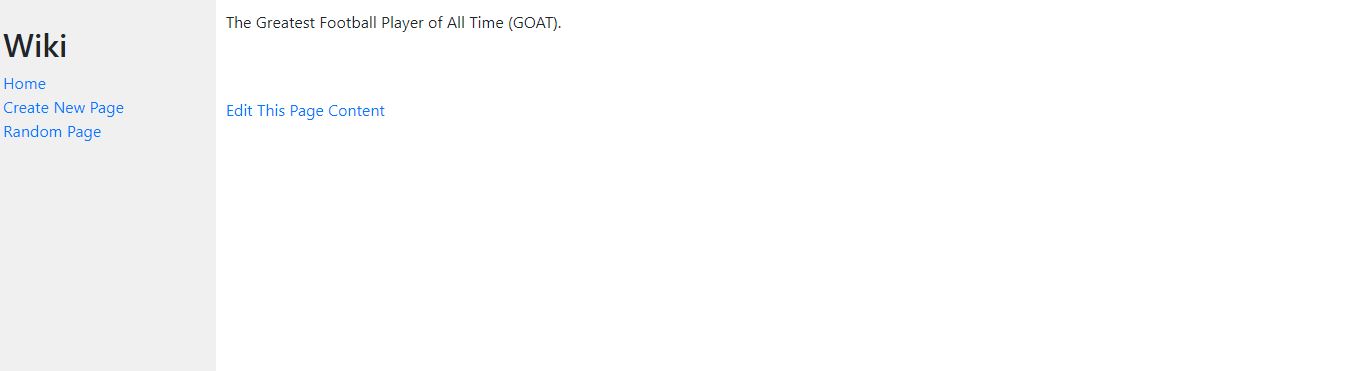 Wiki
Home
Create New Page
Random Page
The Greatest Football Player of All Time (GOAT).
Edit This Page Content